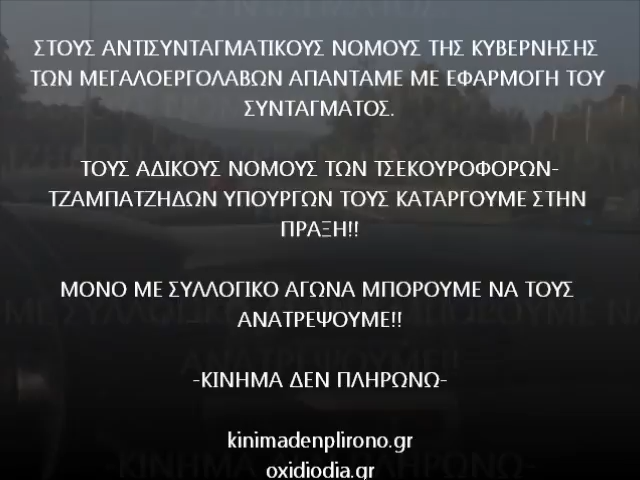 ΣΤΟΥΣ ΑΝΤΙΣΥΝΤΑΓΜΑΤΙΚΟΥΣ ΝΟΜΟΥΣ ΤΗΣ ΚΥΒΕΡΝΗΣΗΣ
ΤΩΝ ΜΕΓΑΛΟΕΡΓΟΛΑΒΩΝ ΑΠΑΝΤΑΜΕ ΜΕ ΕΦΑΡΜΟΓΗ ΤΟΥ
ΣΥΝΤΑΓΜΑΤΟΣ.
ΤΟΥΣ ΑΔΙΚΟΥΣ ΝΟΜΟΥΣ ΤΩΝ ΤΣΕΚΟΥΡΟΦΟΡΩΝ-
ΤΖΑΜΠΑΤΖΗΔΩΝ ΥΠΟΥΡΓΩΝ ΤΟΥΣ ΚΑΤΑΡΓΟΥΜΕ ΣΤΗΝ
ΠΡΑΞΗ!!
ΜΟΝΟ ΜΕ ΣΥΛΛΟΓΙΚΟ ΑΓΩΝΑ ΜΠΟΡΟΥΜΕ ΝΑ ΤΟΥΣ
ΑΝΑΤΡΕΨΟΥΜΕ!!
-ΚΙΝΗΜΑ ΔΕΝ ΠΛΗΡΩΝΩ-
kinimadenplirono.gr
oxidiodia.gr